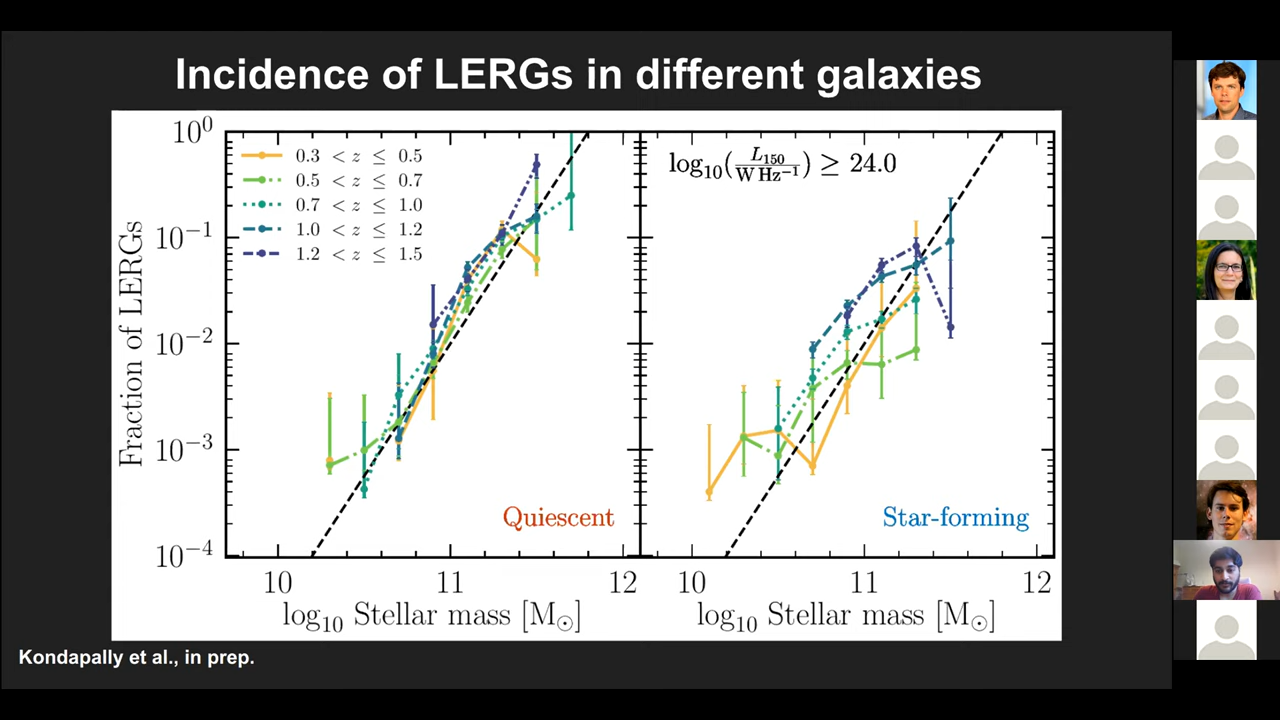 Incidence of LERGs in different galaxies
Fraction of LERGs
10⁰
10⁻¹
10⁻²
10⁻³
10⁻⁴
0.3 < z ≤ 0.5
0.5 < z ≤ 0.7
0.7 < z ≤ 1.0
1.0 < z ≤ 1.2
1.2 < z ≤ 1.5
Quiescent
log₁₀(L₁₅₀/W Hz⁻¹) ≥ 24.0
Star-forming
10 11 12
10 11 12
log₁₀ Stellar mass [M☉]
log₁₀ Stellar mass [M☉]
Kondapally et al., in prep.